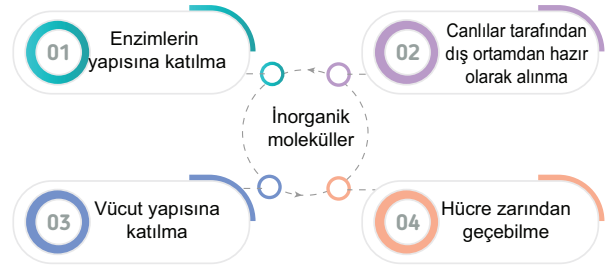 01
Enzimlerin
yapısına katılma
02
Canlılar tarafından
dış ortamdan hazır
olarak alınma
İnorganik
moleküller
03
Vücut yapısına
katılma
04
Hücre zarından
geçebilme